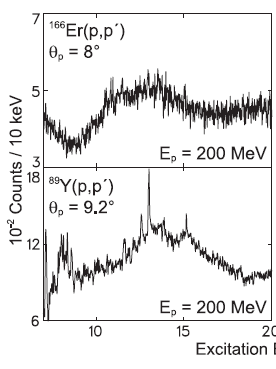 7
¹⁶⁶Er(p,p´)
θₚ = 8°
5
Eₚ = 200 MeV
3
18
⁸⁹Y(p,p´)
θₚ = 9.2°
12
Eₚ = 200 MeV
6
10⁻² Counts / 10 keV
10 15 20
Excitation E